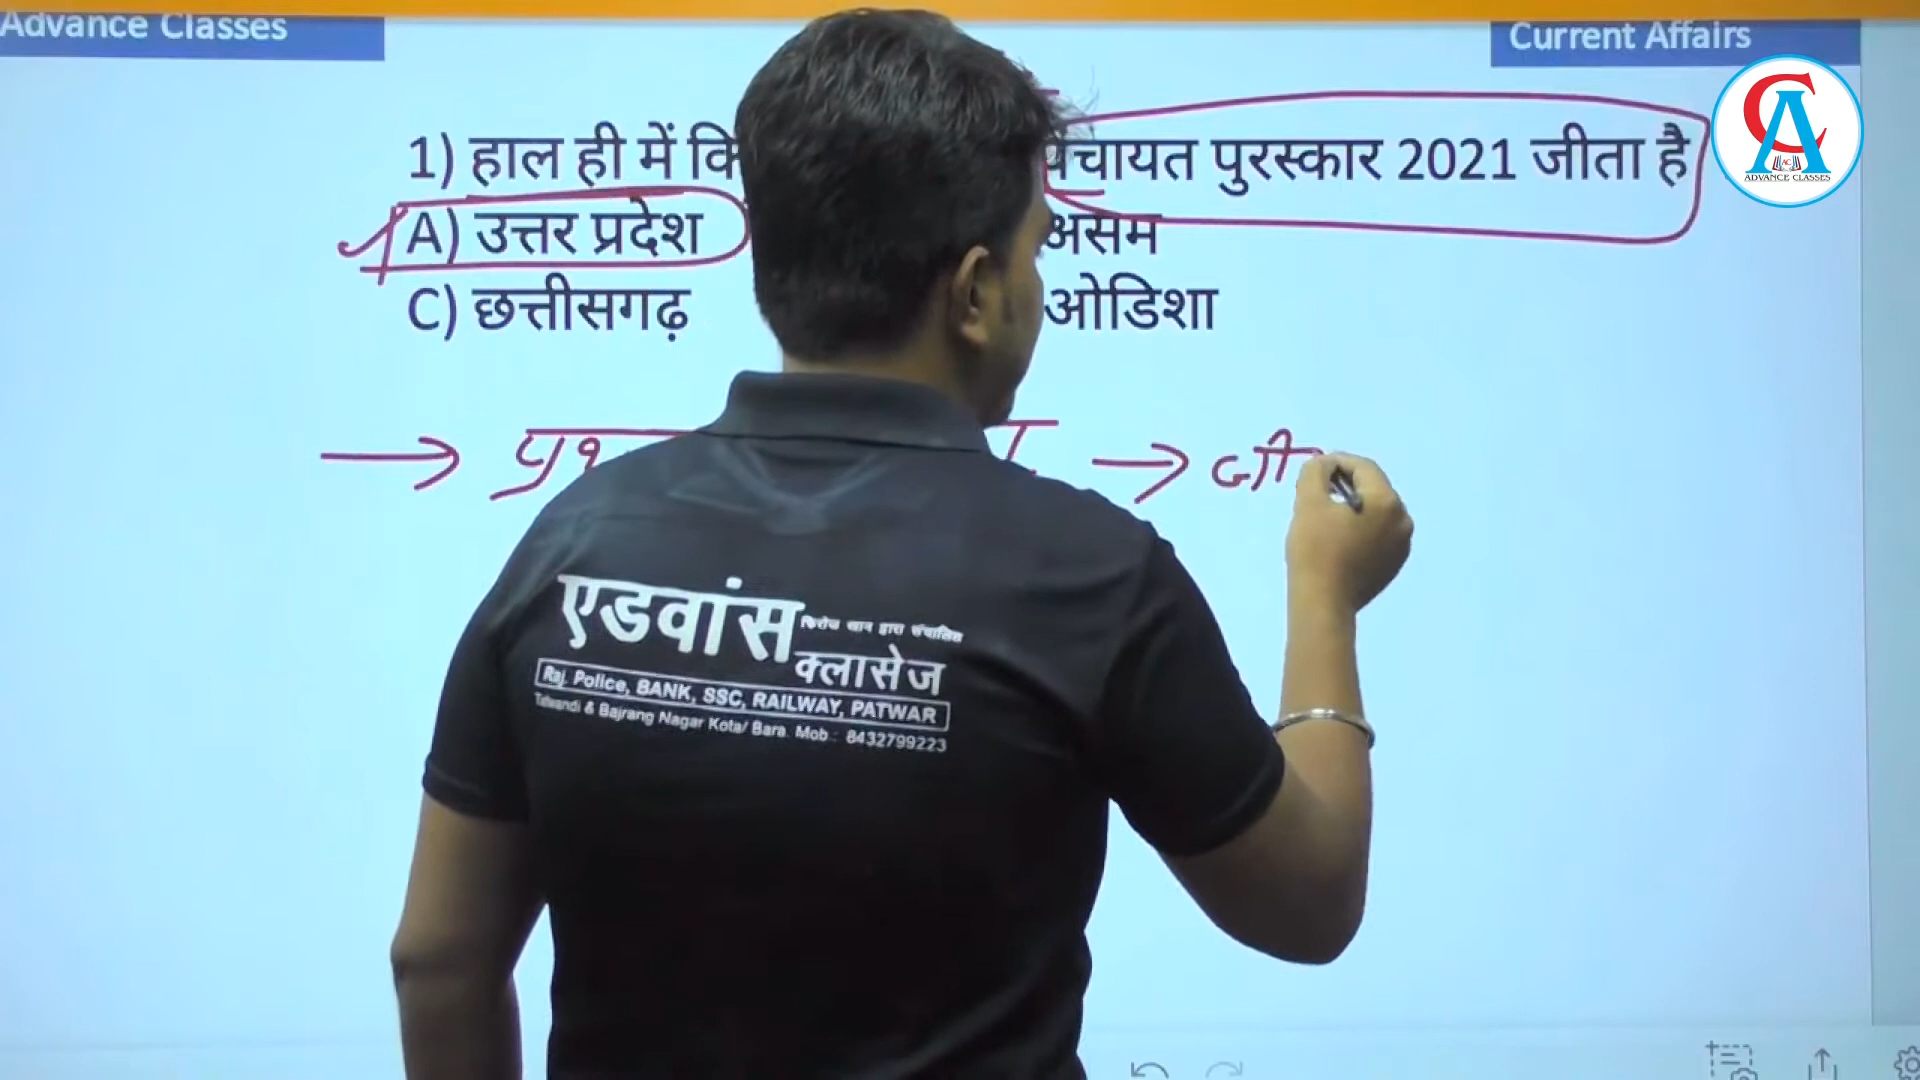 Advance Classes
Current Affairs
1) हाल ही में कि पंचायत पुरस्कार 2021 जीता है
A) उत्तर प्रदेश असम
C) छत्तीसगढ़ ओडिशा
CA
ADVANCE CLASSES
एडवांस
फिरोज खान द्वारा संचालित
क्लासेज
Raj. Police, BANK, SSC, RAILWAY, PATWAR
Talwandi & Bajrang Nagar Kota/ Bara. Mob.: 8432799223